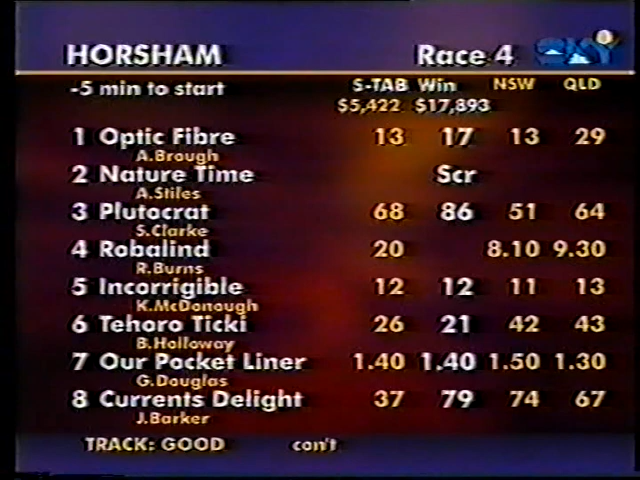 HORSHAM Race 4 SKY
-5 min to start S-TAB Win NSW QLD
$5,422 $17,893
1 Optic Fibre 13 17 13 29
A.Brough
2 Nature Time Scr
A.Stiles
3 Plutocrat 68 86 51 64
S.Clarke
4 Robalind 20 8.10 9.30
R.Burns
5 Incorrigible 12 12 11 13
K.McDonough
6 Tehoro Ticki 26 21 42 43
B.Holloway
7 Our Pocket Liner 1.40 1.40 1.50 1.30
G.Douglas
8 Currents Delight 37 79 74 67
J.Barker
TRACK: GOOD con't